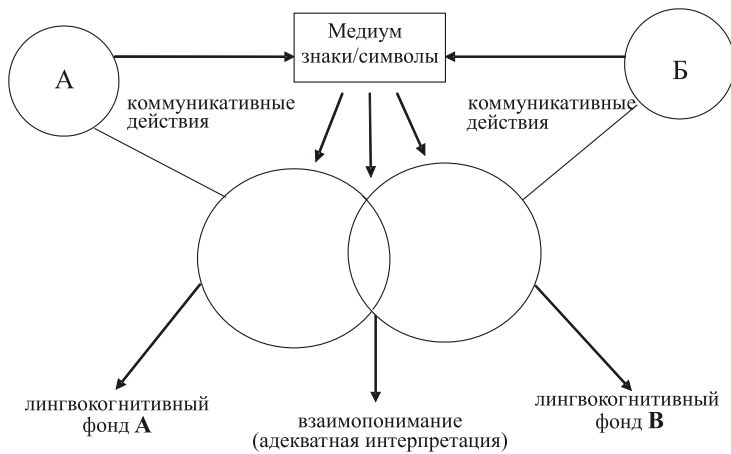 Медиум
знаки/символы
А
Б
коммуникативные
действия
коммуникативные
действия
лингвокогнитивный
фонд А
взаимопонимание
(адекватная интерпретация)
лингвокогнитивный
фонд В